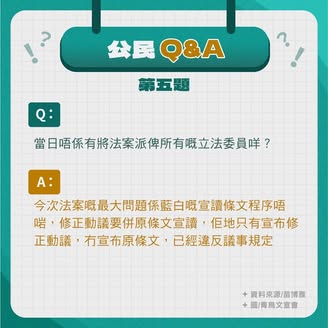 公民 Q&A
第五題
Q：
當日唔係有將法案派俾所有嘅立法委員咩？
A：
今次法案嘅最大問題係藍白嘅宣讀條文程序唔
啱，修正動議要併原條文宣讀，佢地只有宣布修
正動議，冇宣布原條文，已經違反議事規定
✦ 資料來源/苗博雅
✦ 圖/青鳥文宣會